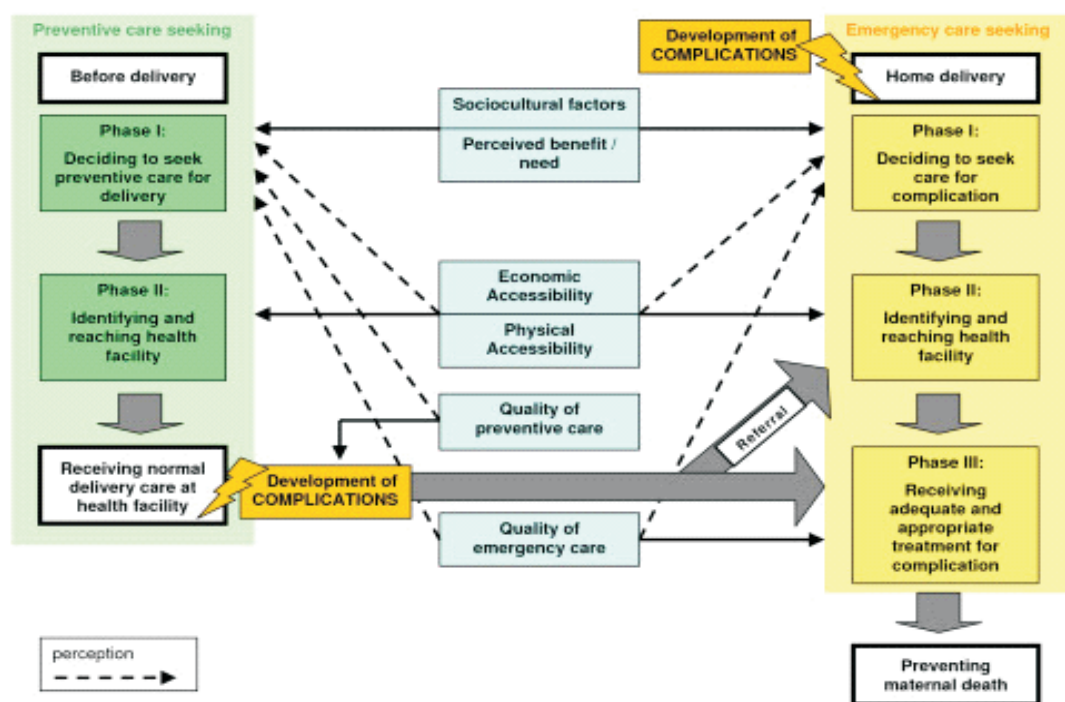 Preventive care seeking
Before delivery
Phase I:
Deciding to seek
preventive care for
delivery
Phase II:
Identifying and
reaching health
facility
Receiving normal
delivery care at
health facility
Development of
COMPLICATIONS
Sociocultural factors
Perceived benefit /
need
Economic
Accessibility
Physical
Accessibility
Quality of
preventive care
Development of
COMPLICATIONS
Quality of
emergency care
Referral
Emergency care seeking
Home delivery
Phase I:
Deciding to seek
care for
complication
Phase II:
Identifying and
reaching health
facility
Phase III:
Receiving
adequate and
appropriate
treatment for
complication
Preventing
maternal death
perception